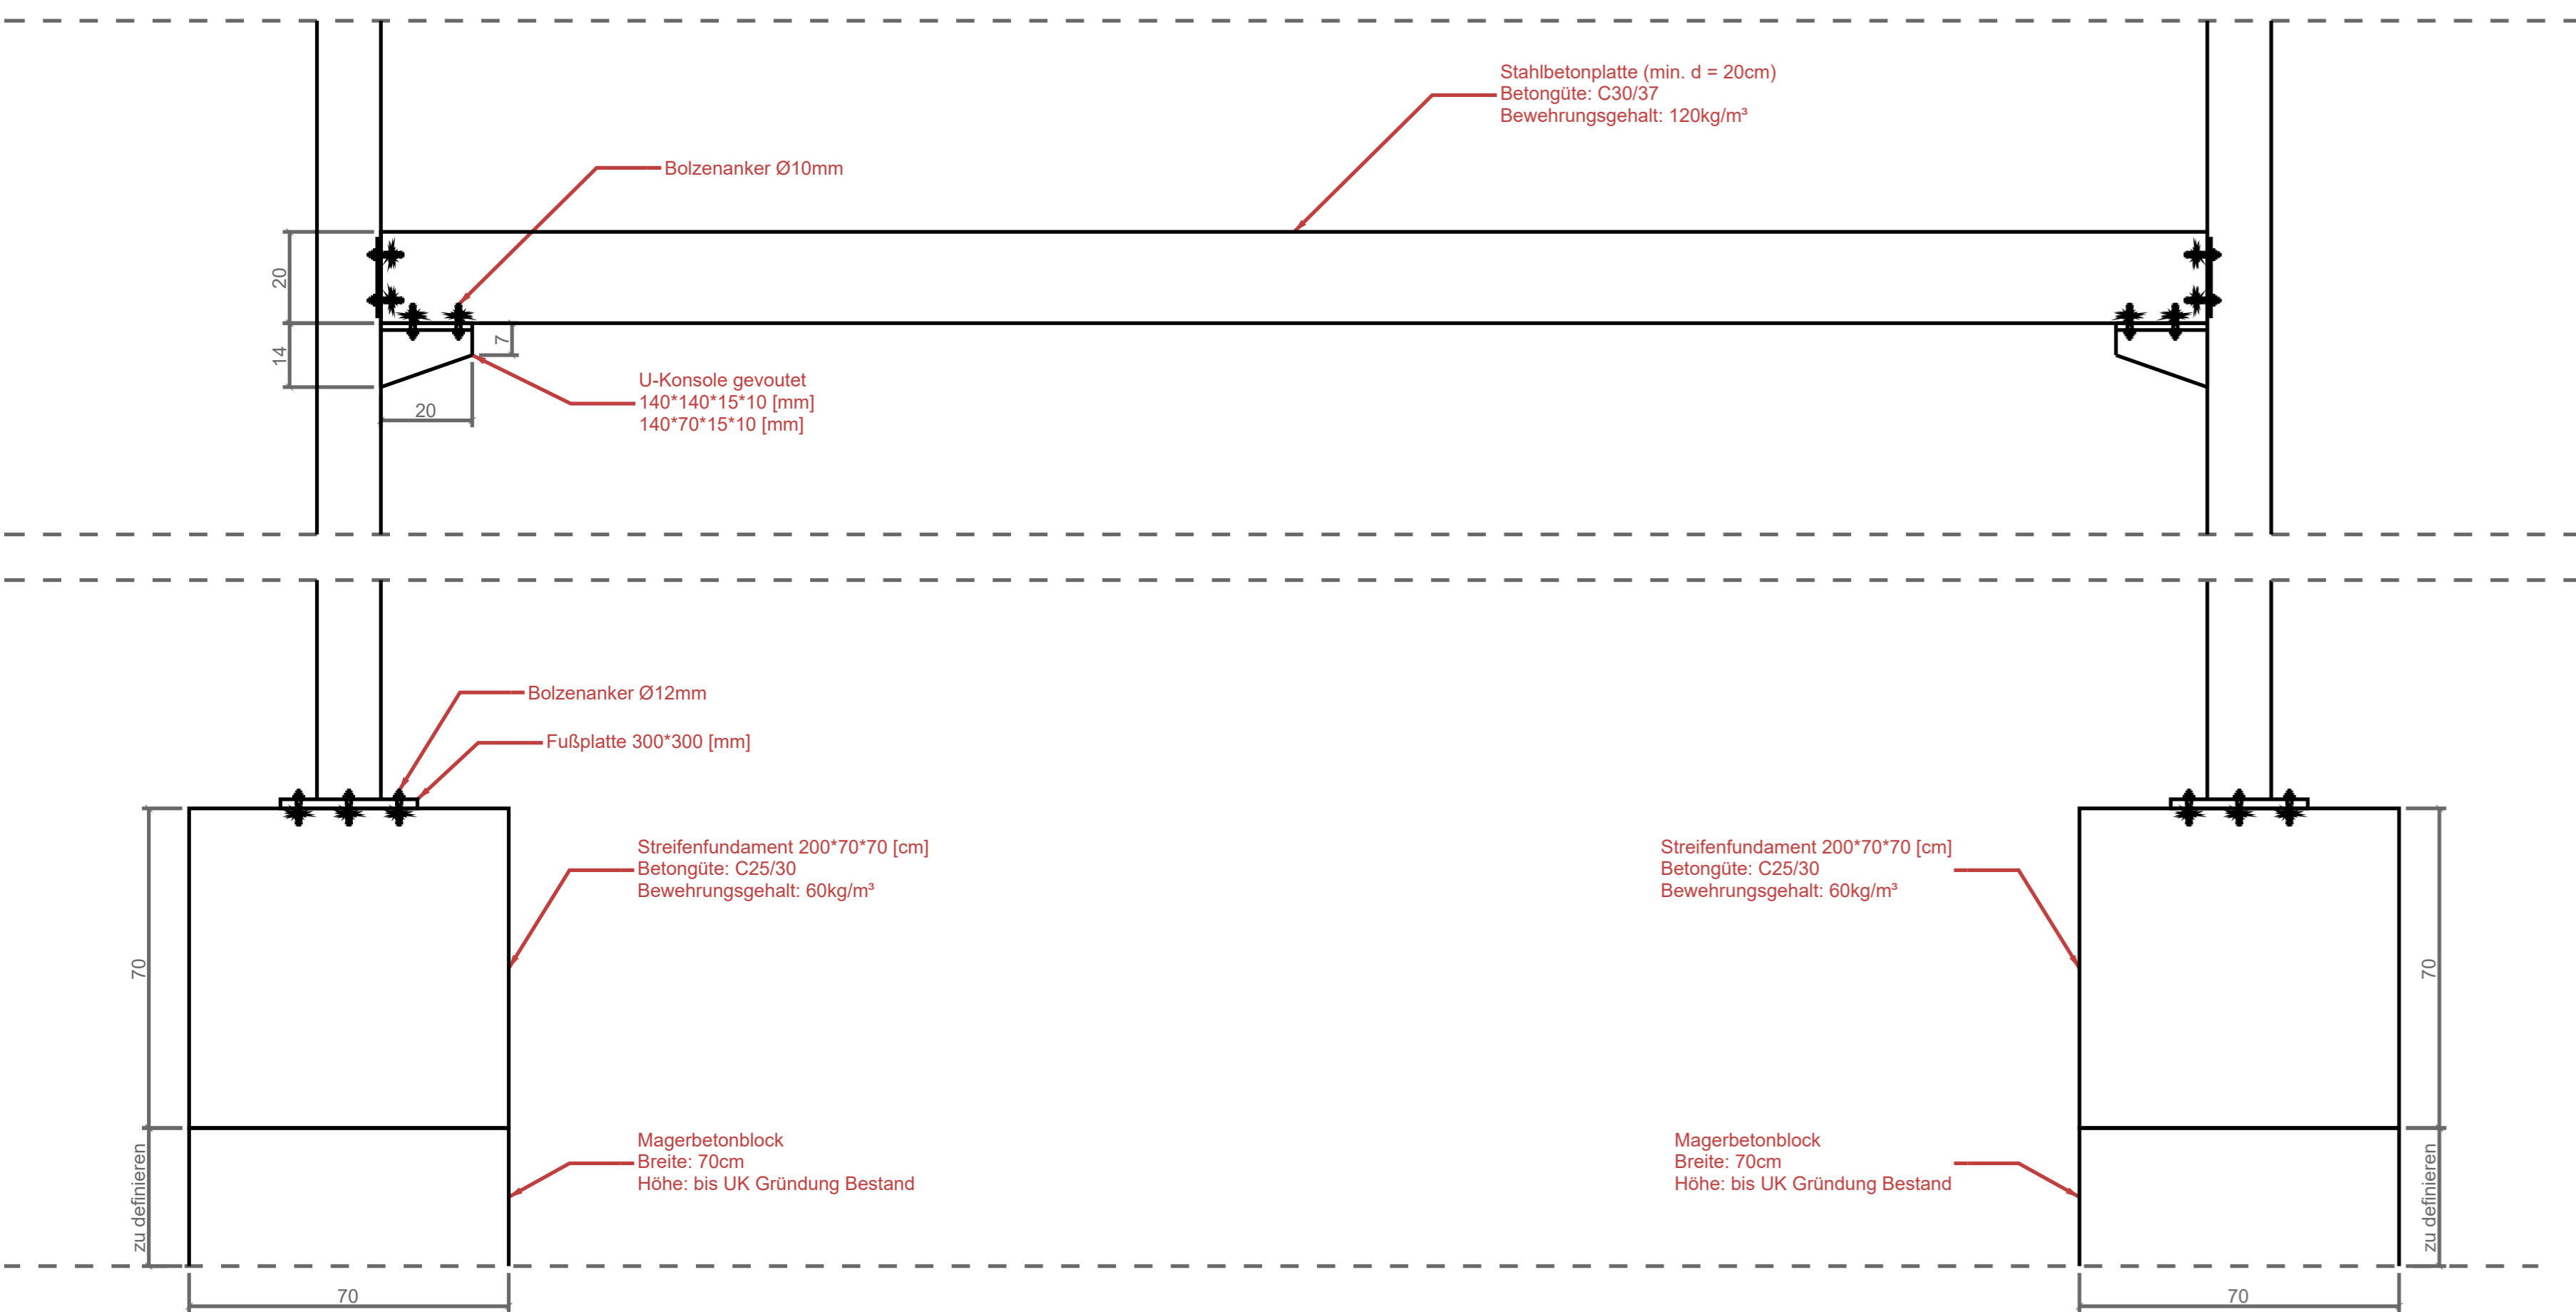 Stahlbetonplatte (min. d = 20cm)
Betongüte: C30/37
Bewehrungsgehalt: 120kg/m³
Bolzenanker Ø10mm
20
14
7
20
U-Konsole gevoutet
140*140*15*10 [mm]
140*70*15*10 [mm]
Bolzenanker Ø12mm
Fußplatte 300*300 [mm]
Streifenfundament 200*70*70 [cm]
Betongüte: C25/30
Bewehrungsgehalt: 60kg/m³
Streifenfundament 200*70*70 [cm]
Betongüte: C25/30
Bewehrungsgehalt: 60kg/m³
70
70
Magerbetonblock
Breite: 70cm
Höhe: bis UK Gründung Bestand
Magerbetonblock
Breite: 70cm
Höhe: bis UK Gründung Bestand
zu definieren
zu definieren
70
70